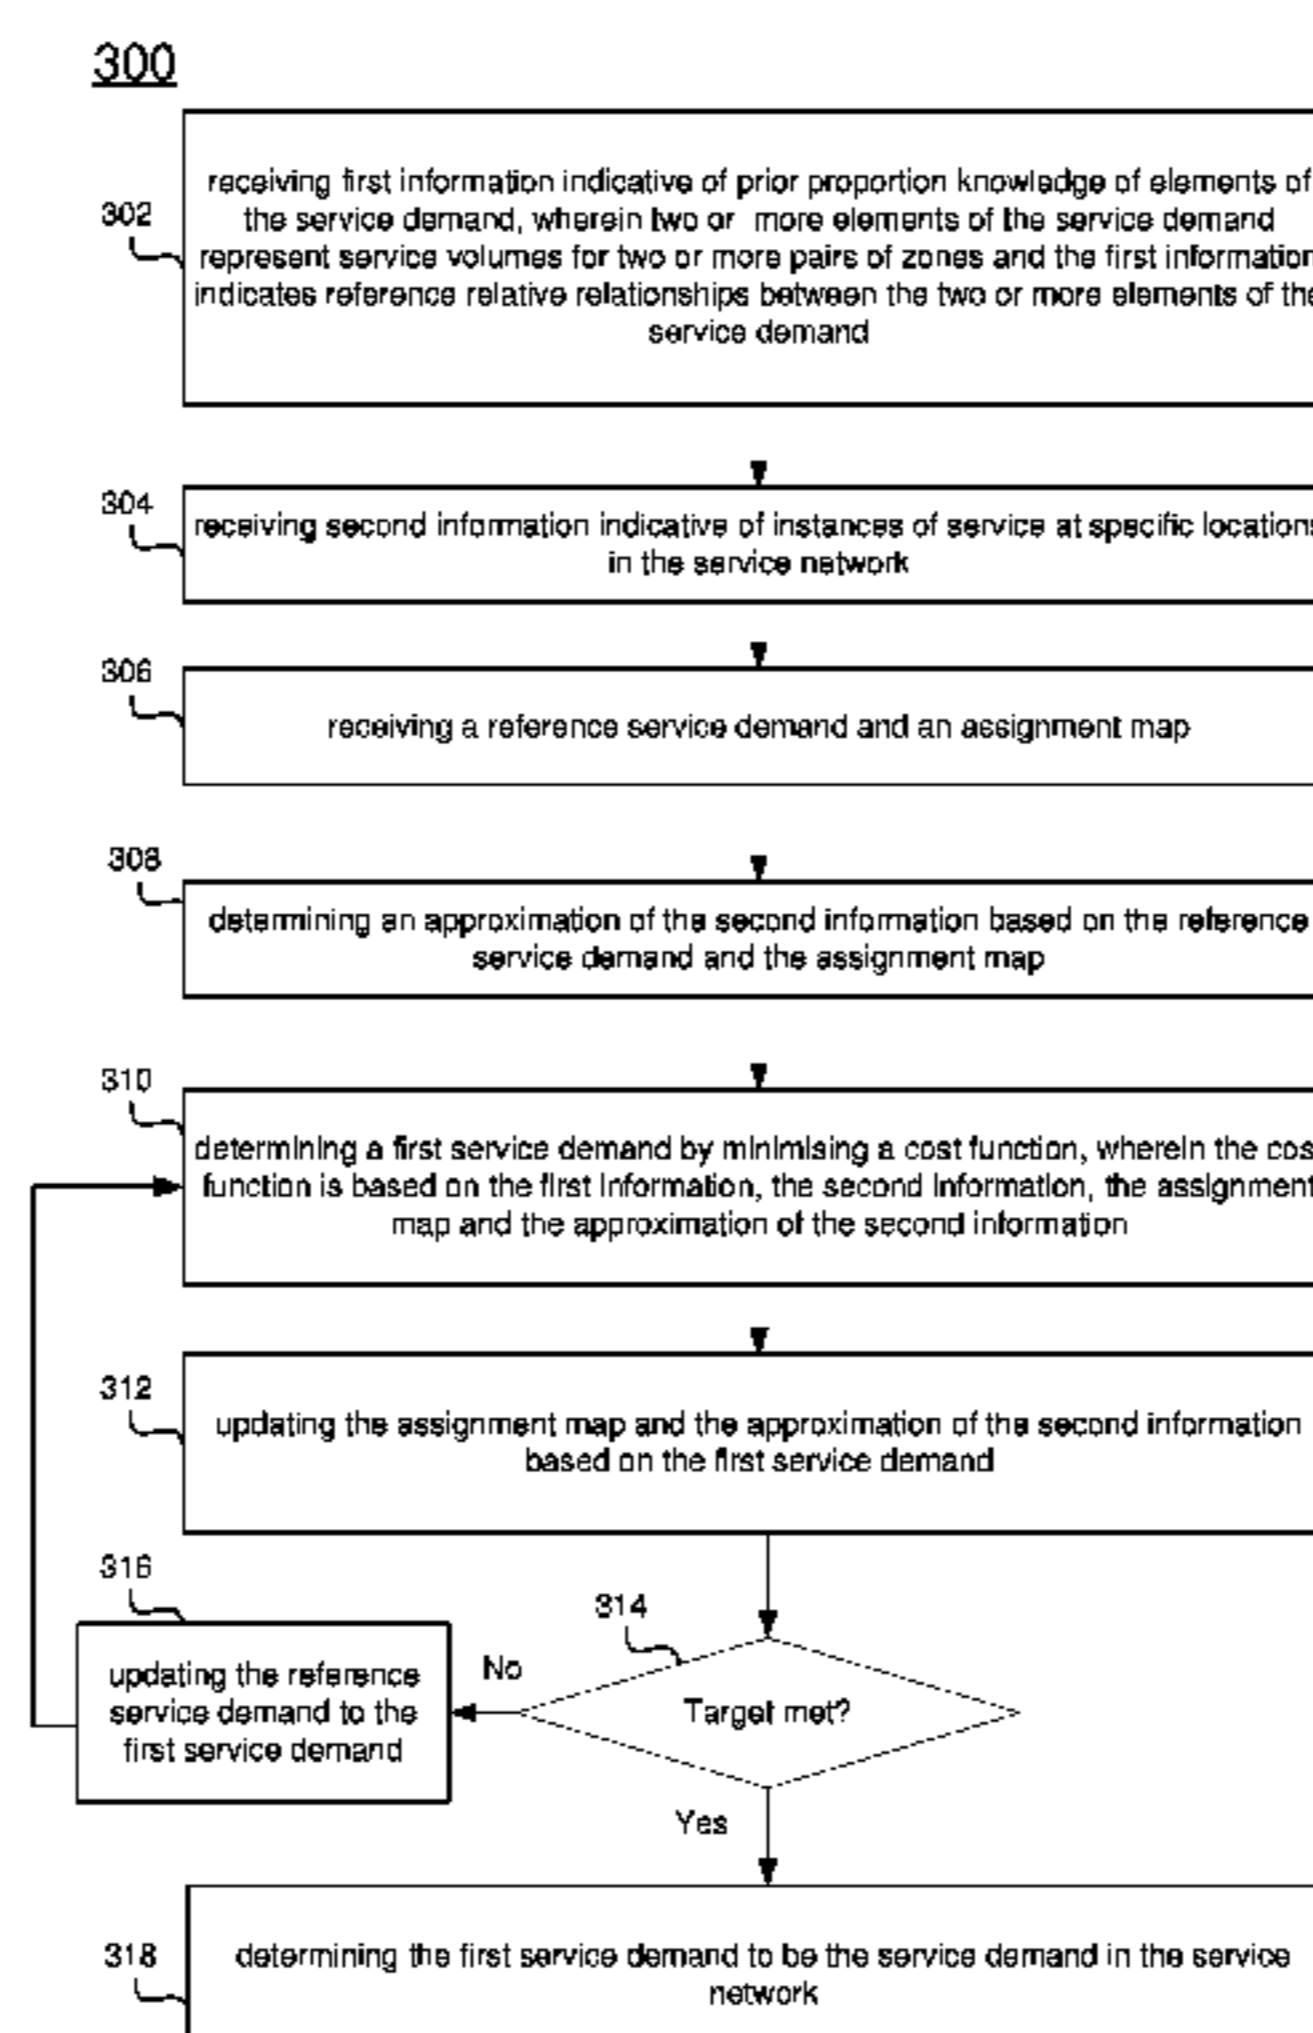 300
302
receiving first information indicative of prior proportion knowledge of elements of
the service demand, wherein two or more elements of the service demand
represent service volumes for two or more pairs of zones and the first information
indicates reference relative relationships between the two or more elements of the
service demand
304
receiving second information indicative of instances of service at specific locations
in the service network
306
receiving a reference service demand and an assignment map
308
determining an approximation of the second information based on the reference
service demand and the assignment map
310
determining a first service demand by minimising a cost function, wherein the cost
function is based on the first information, the second information, the assignment
map and the approximation of the second information
312
updating the assignment map and the approximation of the second information
based on the first service demand
316
314
No
updating the reference
service demand to the
first service demand
Target met?
Yes
318
determining the first service demand to be the service demand in the service
network